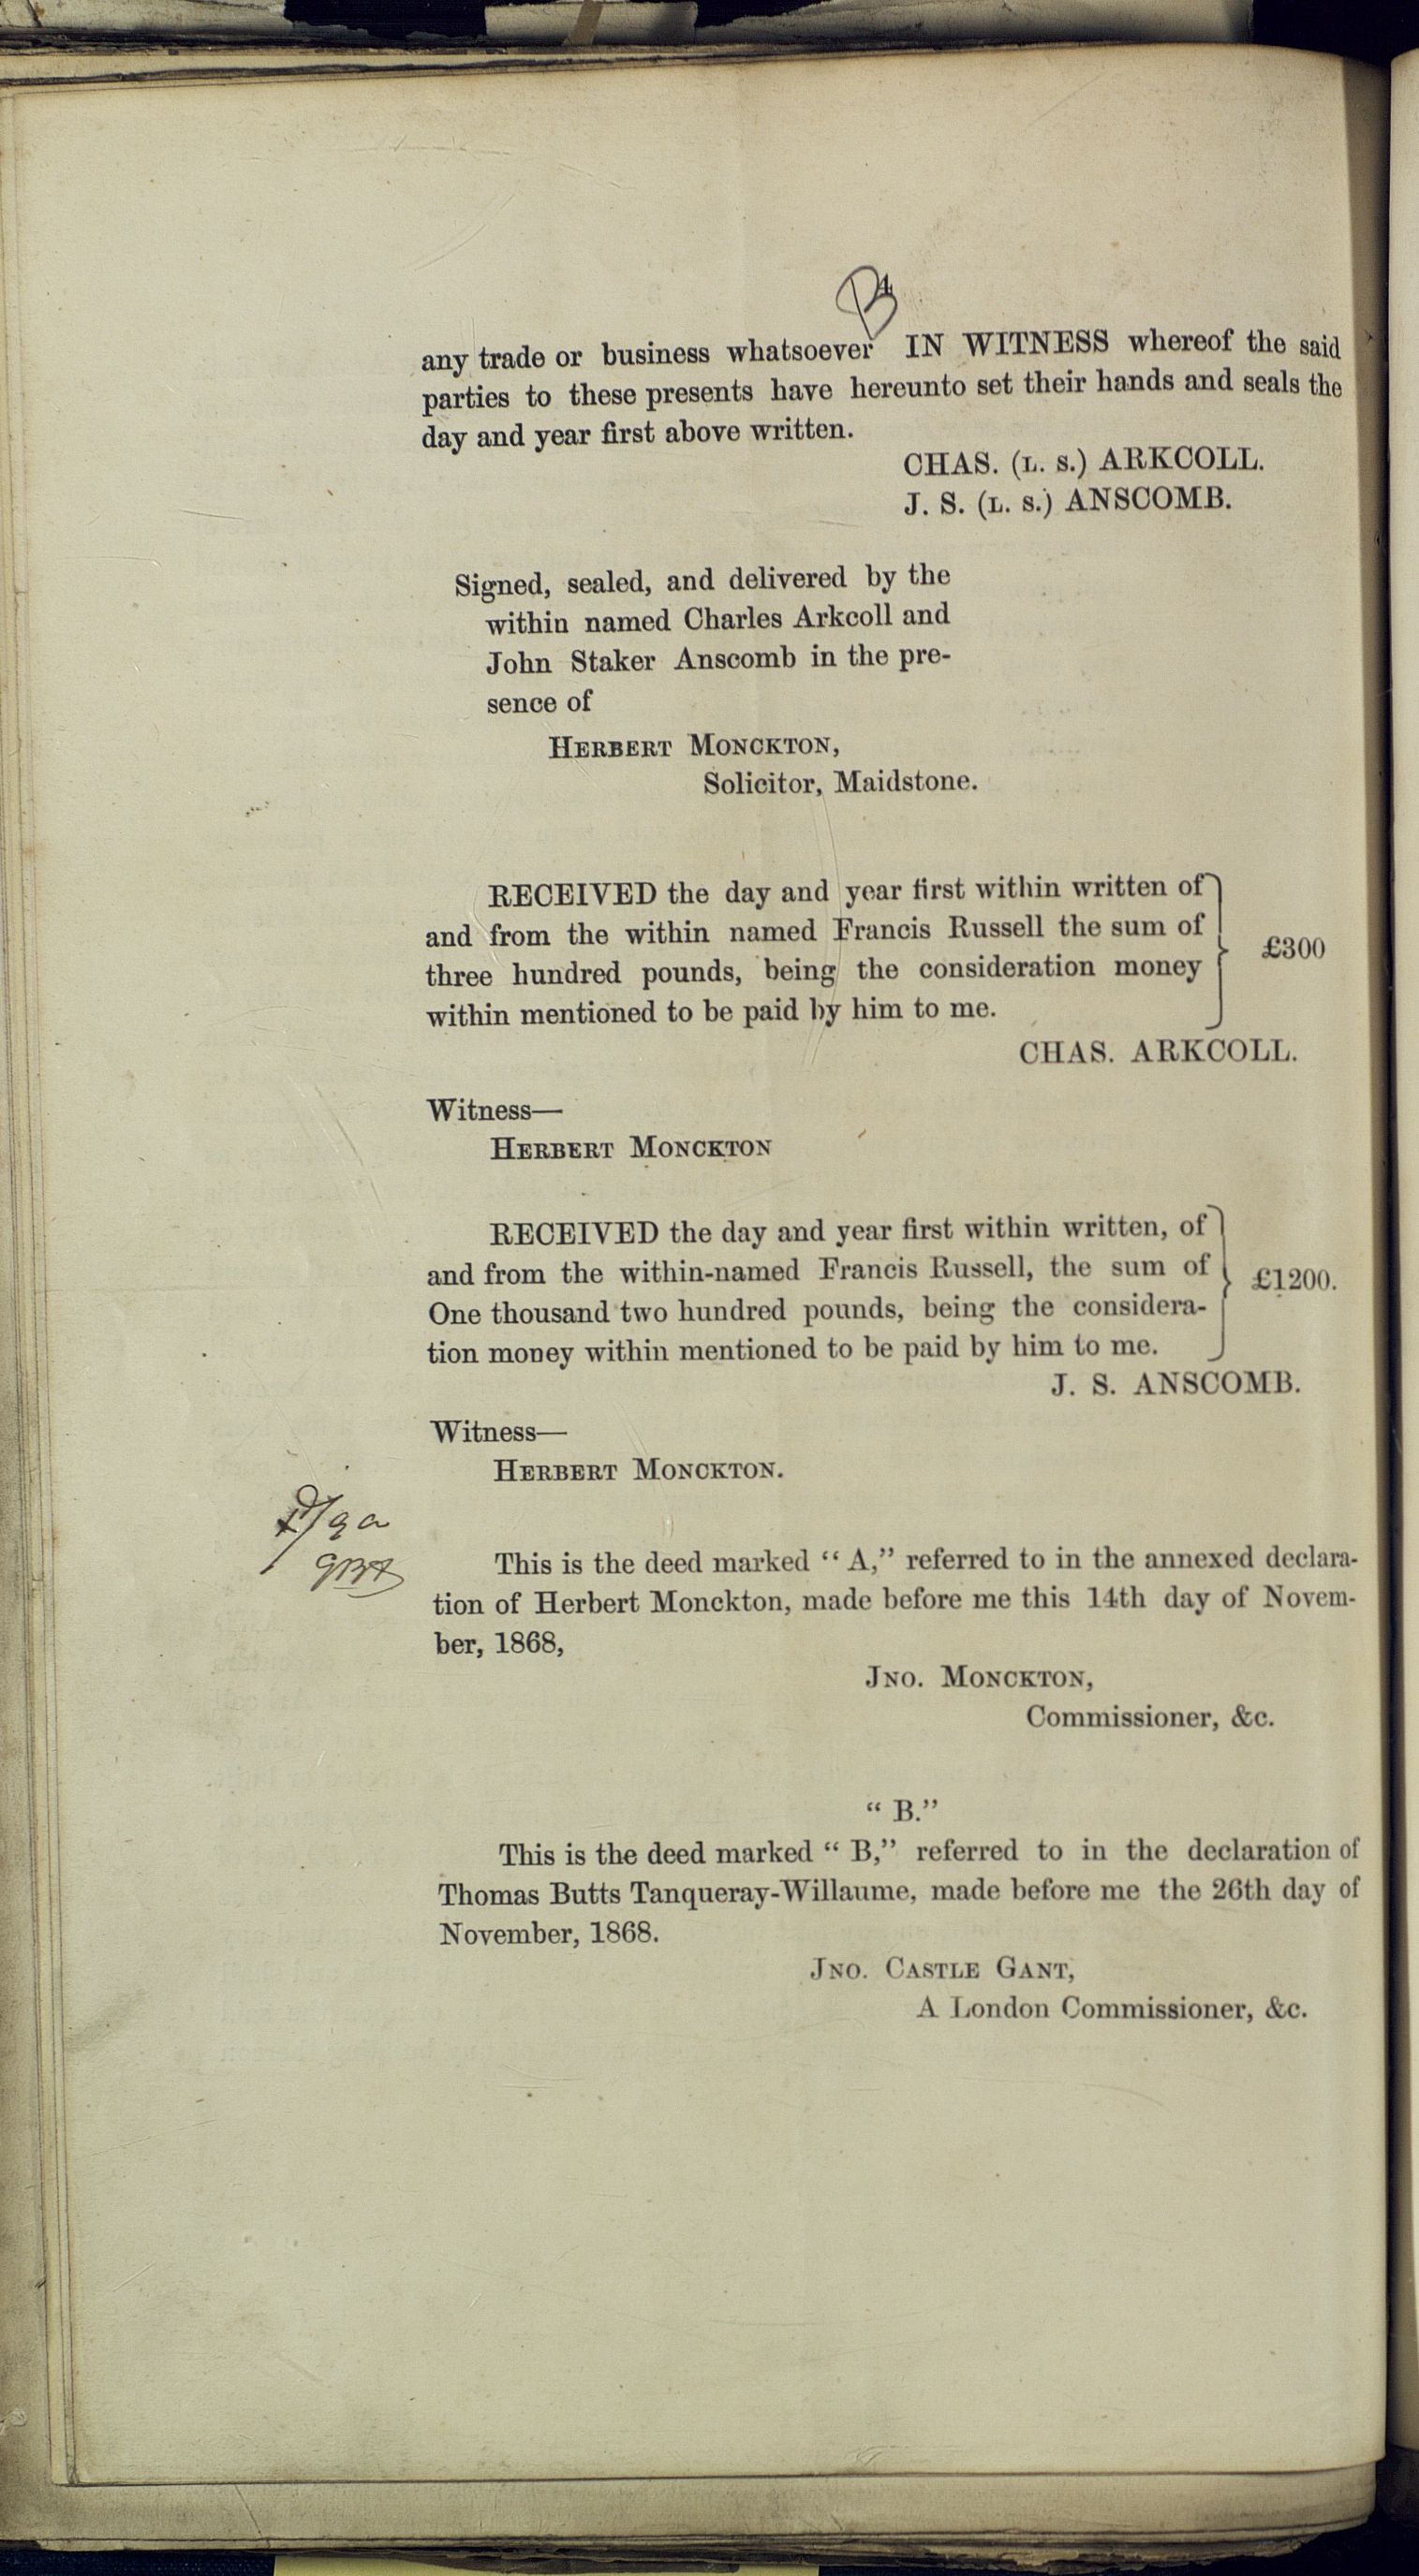 any trade or business whatsoever IN WITNESS whereof the said
parties to these presents have hereunto set their hands and seals the
day and year first above written.
CHAS. (L. S.) ARKCOLL.
J. S. (L. S.) ANSCOMB.
Signed, sealed, and delivered by the
within named Charles Arkcoll and
John Staker Anscomb in the pre-
sence of
HERBERT MONCKTON,
Solicitor, Maidstone.
RECEIVED the day and year first within written of
and from the within named Francis Russell the sum of
three hundred pounds, being the consideration money
within mentioned to be paid by him to me.
£300
CHAS. ARKCOLL.
Witness—
HERBERT MONCKTON
RECEIVED the day and year first within written, of
and from the within-named Francis Russell, the sum of
One thousand two hundred pounds, being the considera-
tion money within mentioned to be paid by him to me.
£1200.
J. S. ANSCOMB.
Witness—
HERBERT MONCKTON.
This is the deed marked “ A,” referred to in the annexed declara-
tion of Herbert Monckton, made before me this 14th day of Novem-
ber, 1868,
JNO. MONCKTON,
Commissioner, &c.
“ B.”
This is the deed marked “ B,” referred to in the declaration of
Thomas Butts Tanqueray-Willaume, made before me the 26th day of
November, 1868.
JNO. CASTLE GANT,
A London Commissioner, &c.